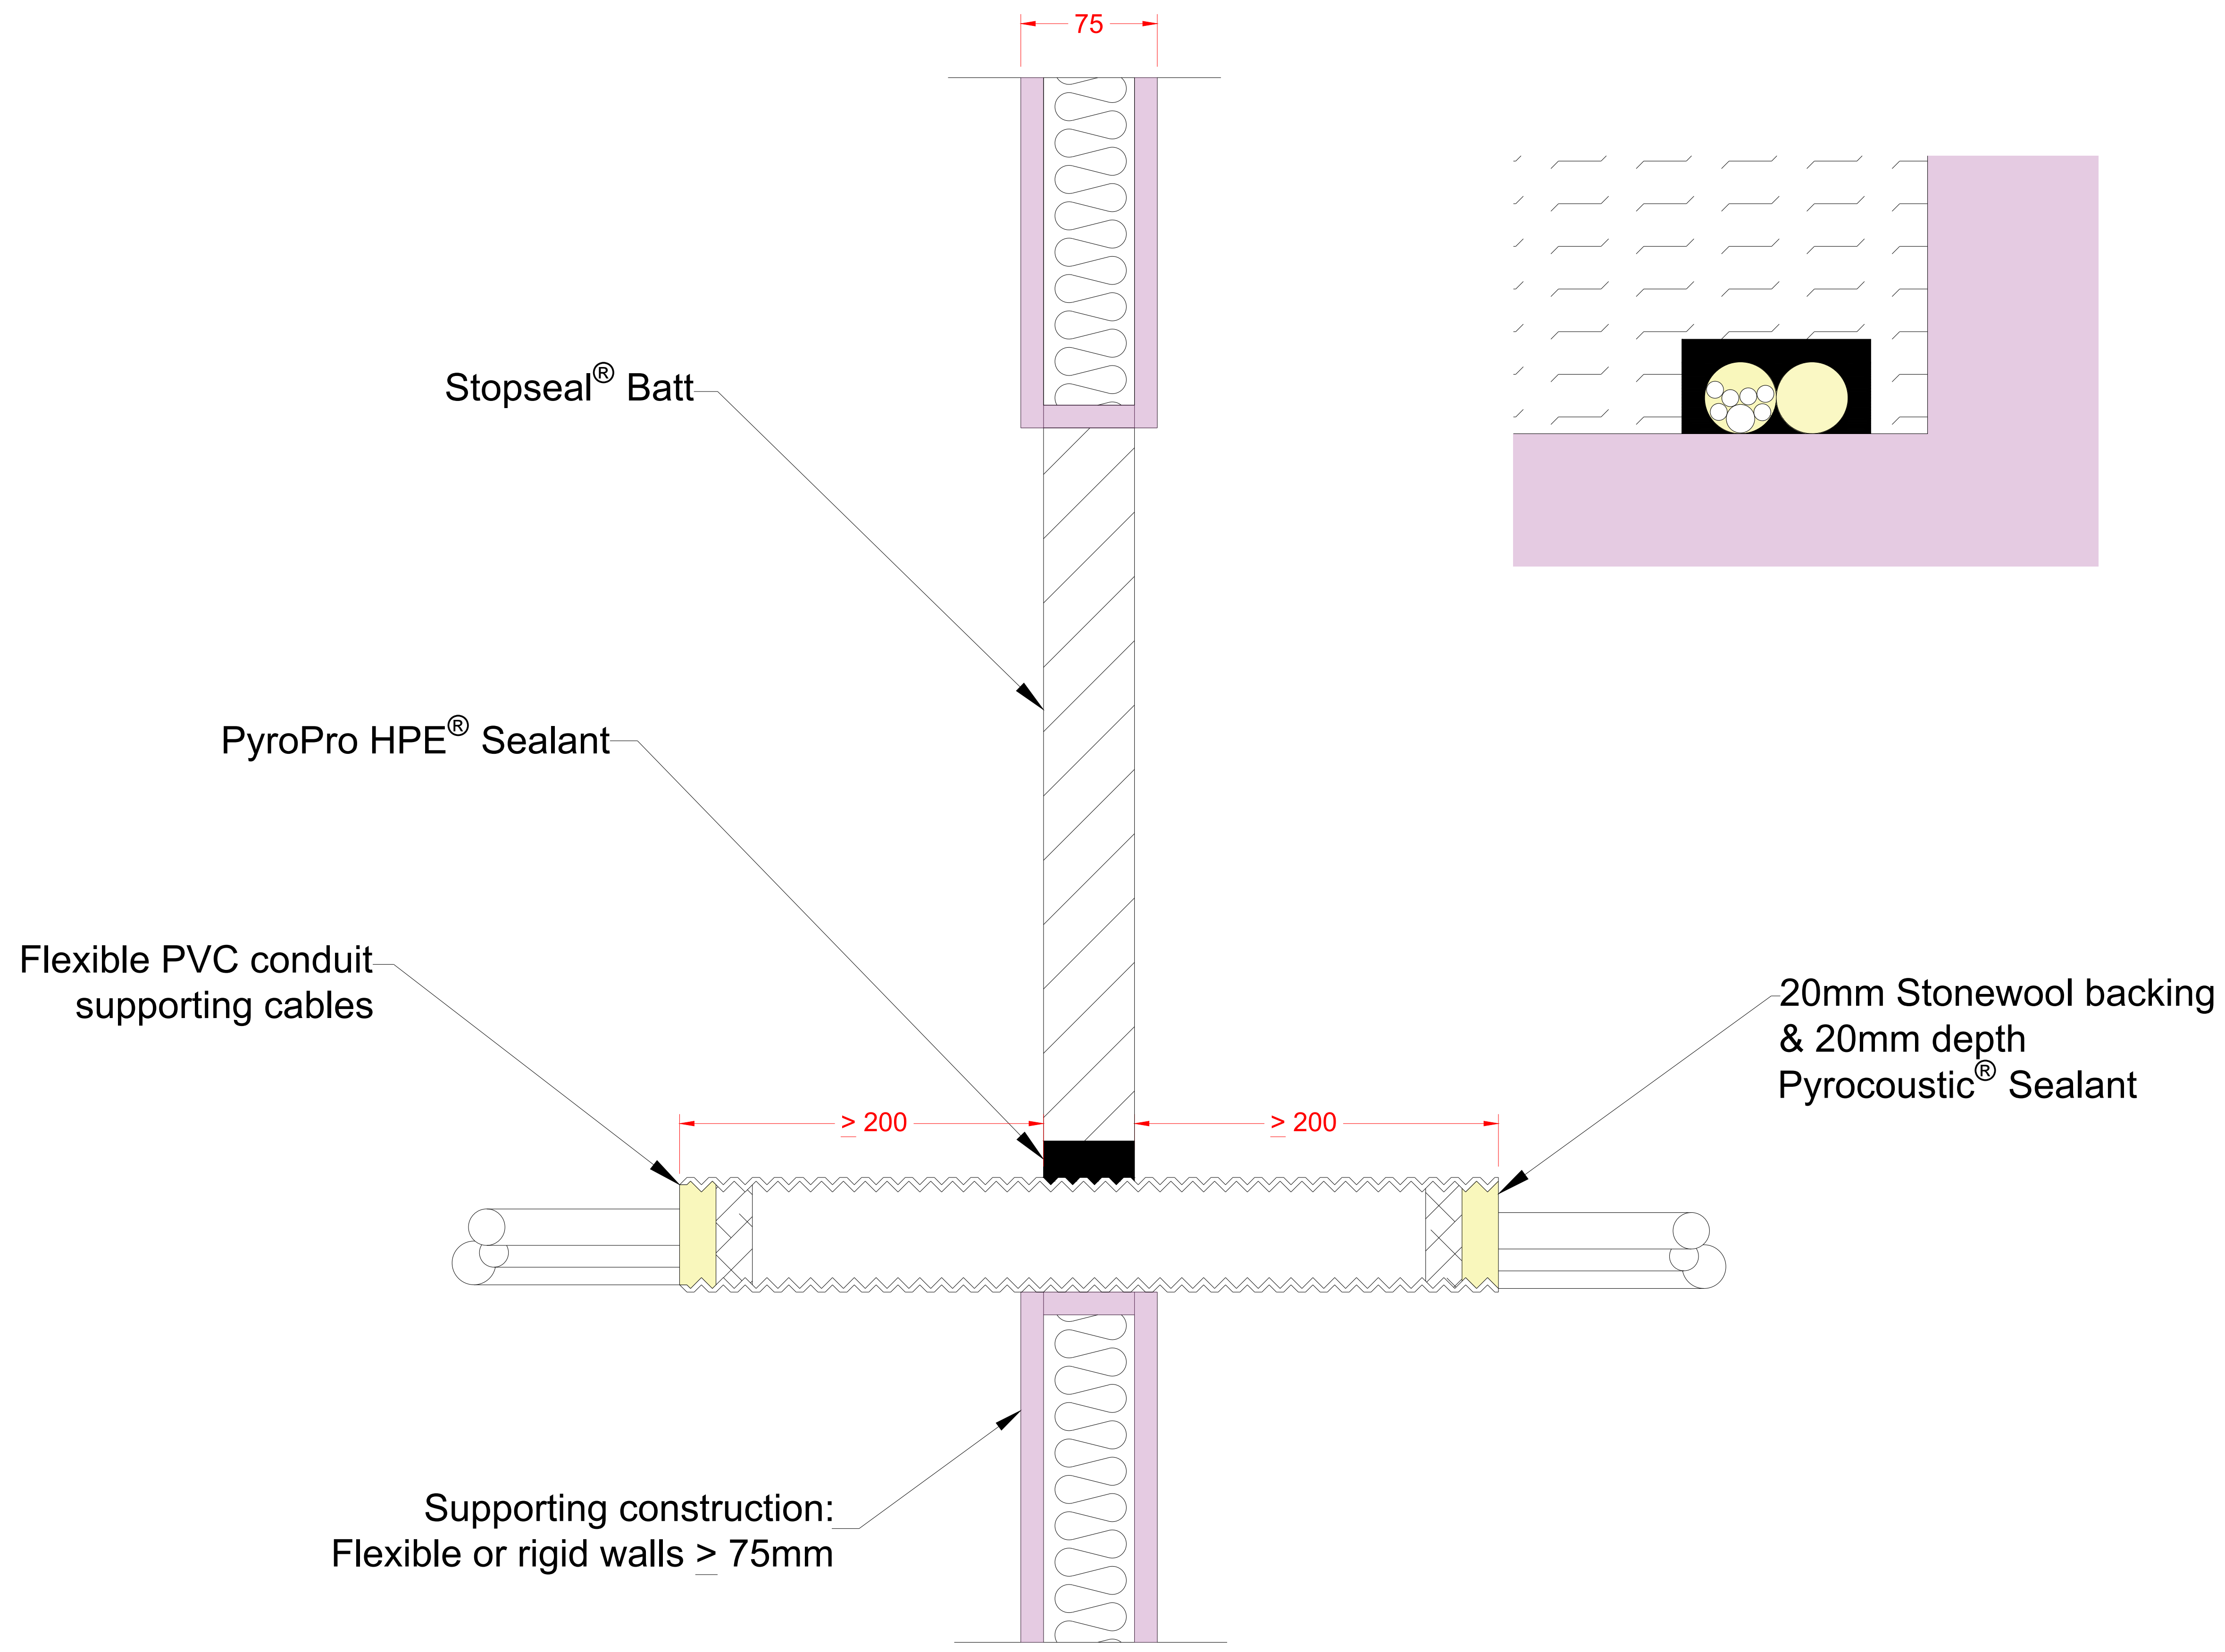 75
Stopseal® Batt
PyroPro HPE® Sealant
Flexible PVC conduit
supporting cables
20mm Stonewool backing
& 20mm depth
Pyrocoustic® Sealant
≥ 200
≥ 200
Supporting construction:
Flexible or rigid walls ≥ 75mm